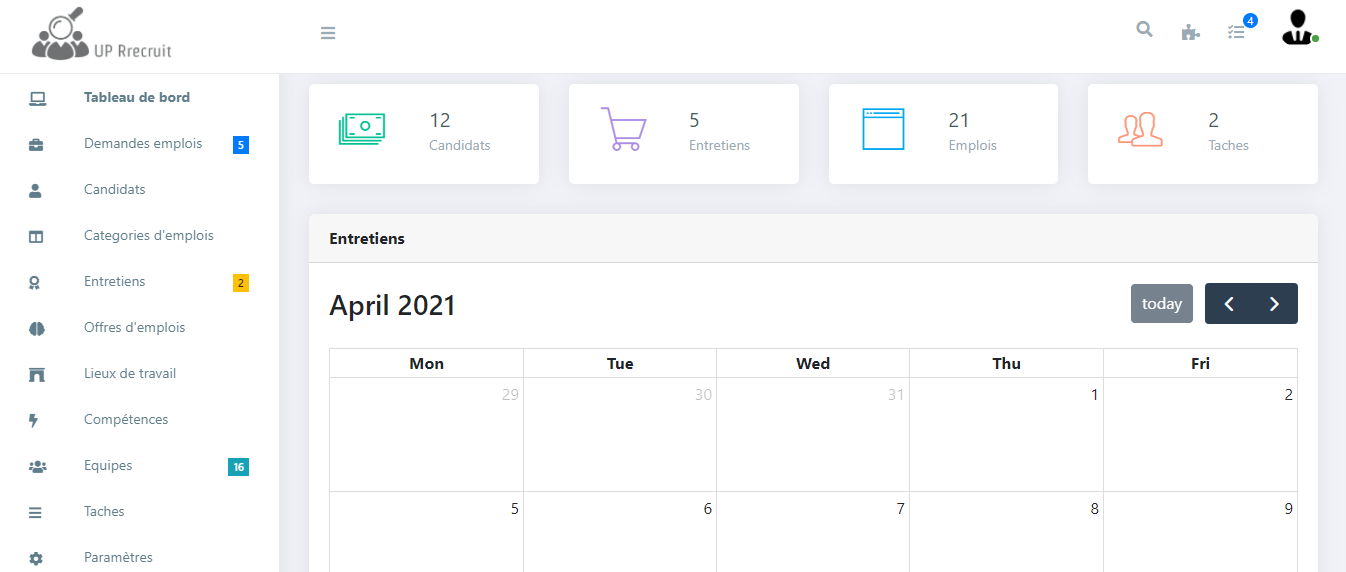 UP Rrecruit
4
Tableau de bord
Demandes emplois 5
Candidats
Categories d'emplois
Entretiens 2
Offres d'emplois
Lieux de travail
Compétences
Equipes 16
Taches
Paramètres
12
Candidats
5
Entretiens
21
Emplois
2
Taches
Entretiens
April 2021
today
Mon Tue Wed Thu Fri
29 30 31 1 2
5 6 7 8 9